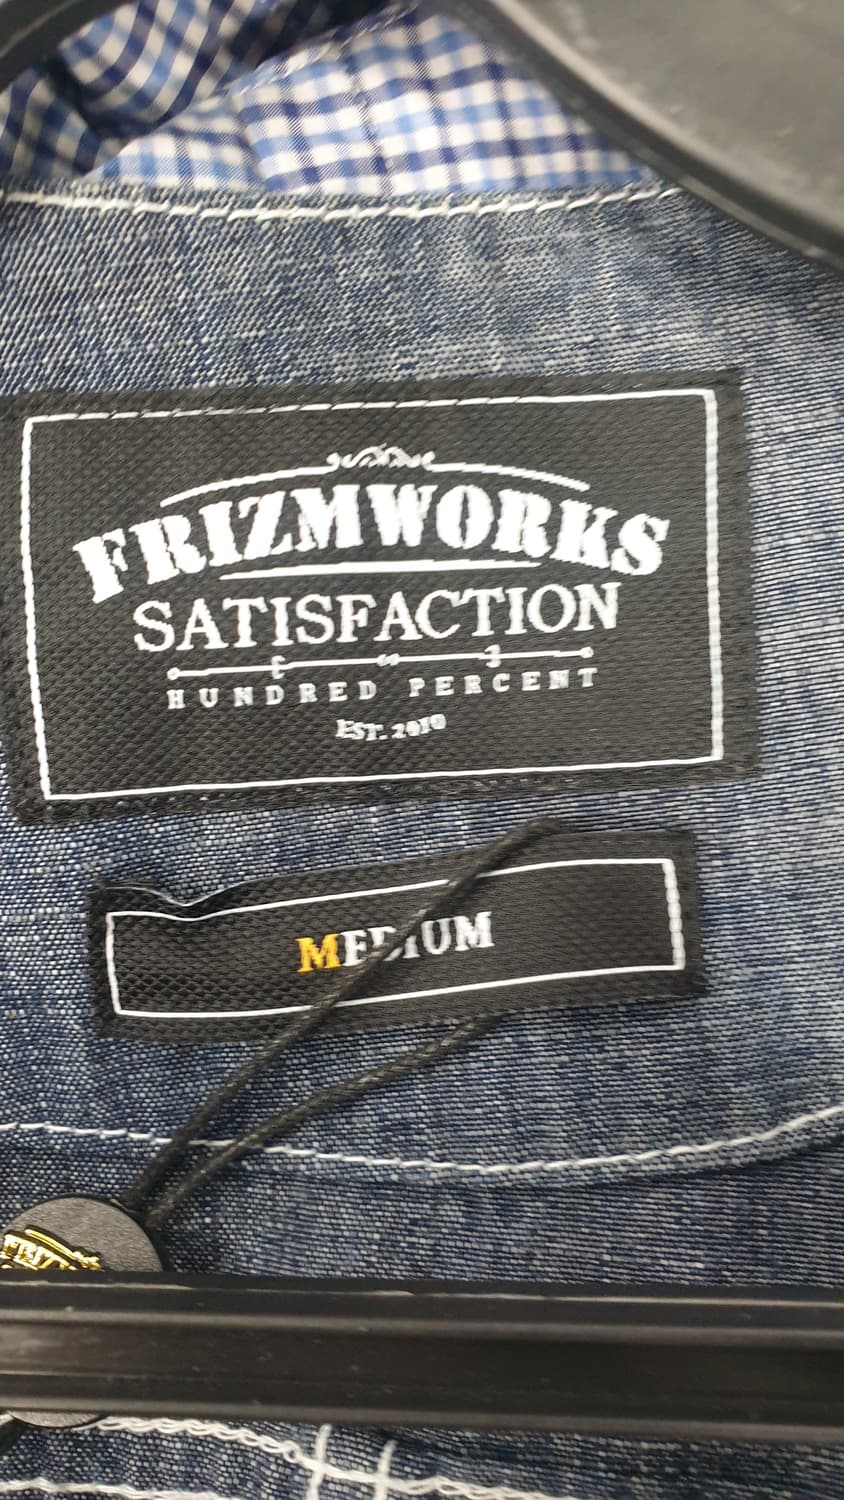 FRIZMWORKS
SATISFACTION
HUNDRED PERCENT
EST. 2010
MEDIUM